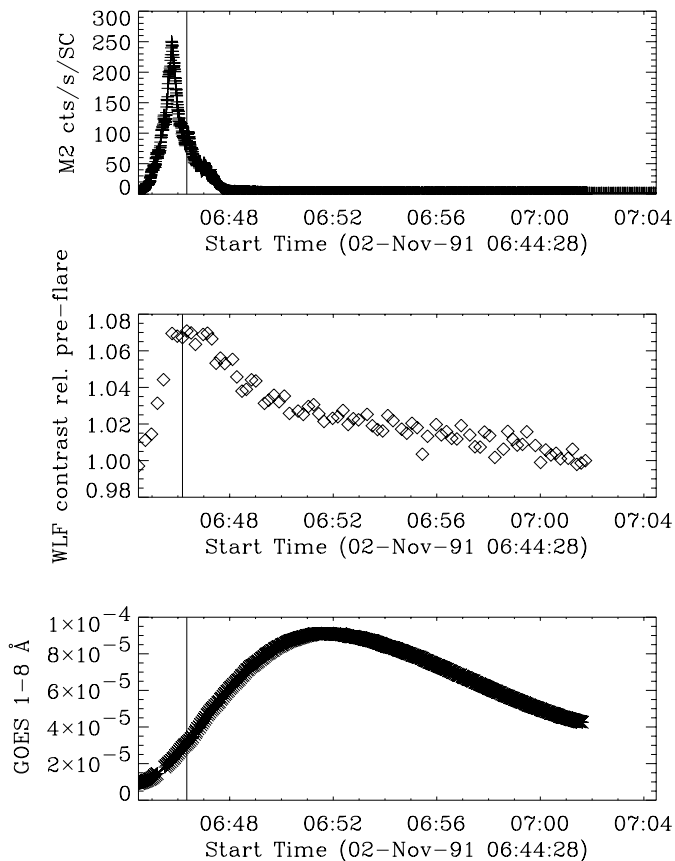 M2 cts/s/SC
300
250
200
150
100
50
0
06:48 06:52 06:56 07:00 07:04
Start Time (02-Nov-91 06:44:28)
WLF contrast rel. pre-flare
1.08
1.06
1.04
1.02
1.00
0.98
06:48 06:52 06:56 07:00 07:04
Start Time (02-Nov-91 06:44:28)
GOES 1-8 Å
1×10⁻⁴
8×10⁻⁵
6×10⁻⁵
4×10⁻⁵
2×10⁻⁵
0
06:48 06:52 06:56 07:00 07:04
Start Time (02-Nov-91 06:44:28)